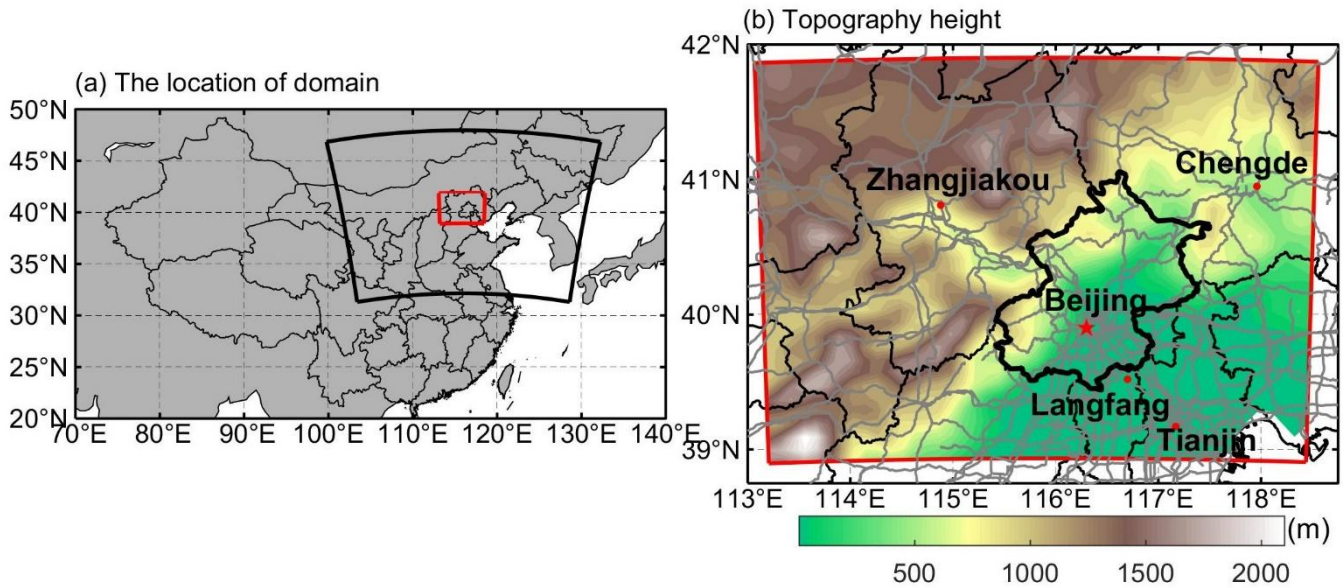 (a) The location of domain
50°N
45°N
40°N
35°N
30°N
25°N
20°N
70°E 80°E 90°E 100°E 110°E 120°E 130°E 140°E
(b) Topography height
42°N
41°N
40°N
39°N
113°E 114°E 115°E 116°E 117°E 118°E
Zhangjiakou
Chengde
Beijing
Langfang
Tianjin
(m)
500 1000 1500 2000